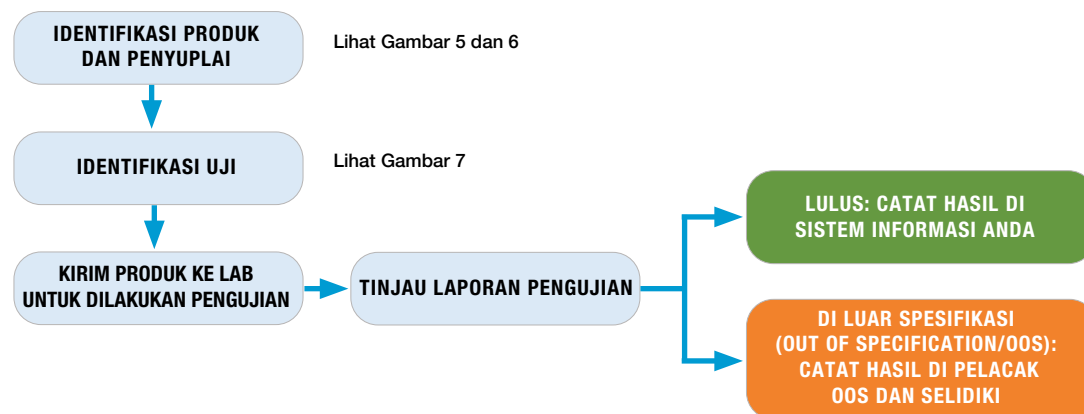 IDENTIFIKASI PRODUK
DAN PENYUPLAI
Lihat Gambar 5 dan 6
IDENTIFIKASI UJI
Lihat Gambar 7
KIRIM PRODUK KE LAB
UNTUK DILAKUKAN PENGUJIAN
TINJAU LAPORAN PENGUJIAN
LULUS: CATAT HASIL DI
SISTEM INFORMASI ANDA
DI LUAR SPESIFIKASI
(OUT OF SPECIFICATION/OOS):
CATAT HASIL DI PELACAK
OOS DAN SELIDIKI